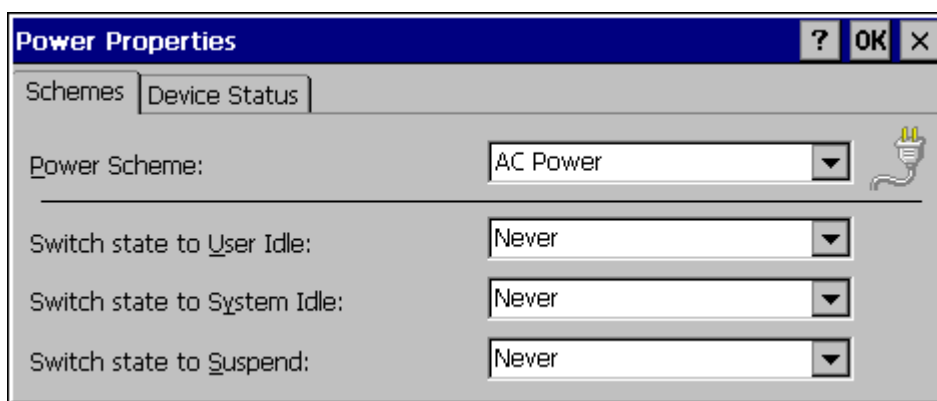 Power Properties ? OK ×
Schemes Device Status
Power Scheme: AC Power
Switch state to User Idle: Never
Switch state to System Idle: Never
Switch state to Suspend: Never